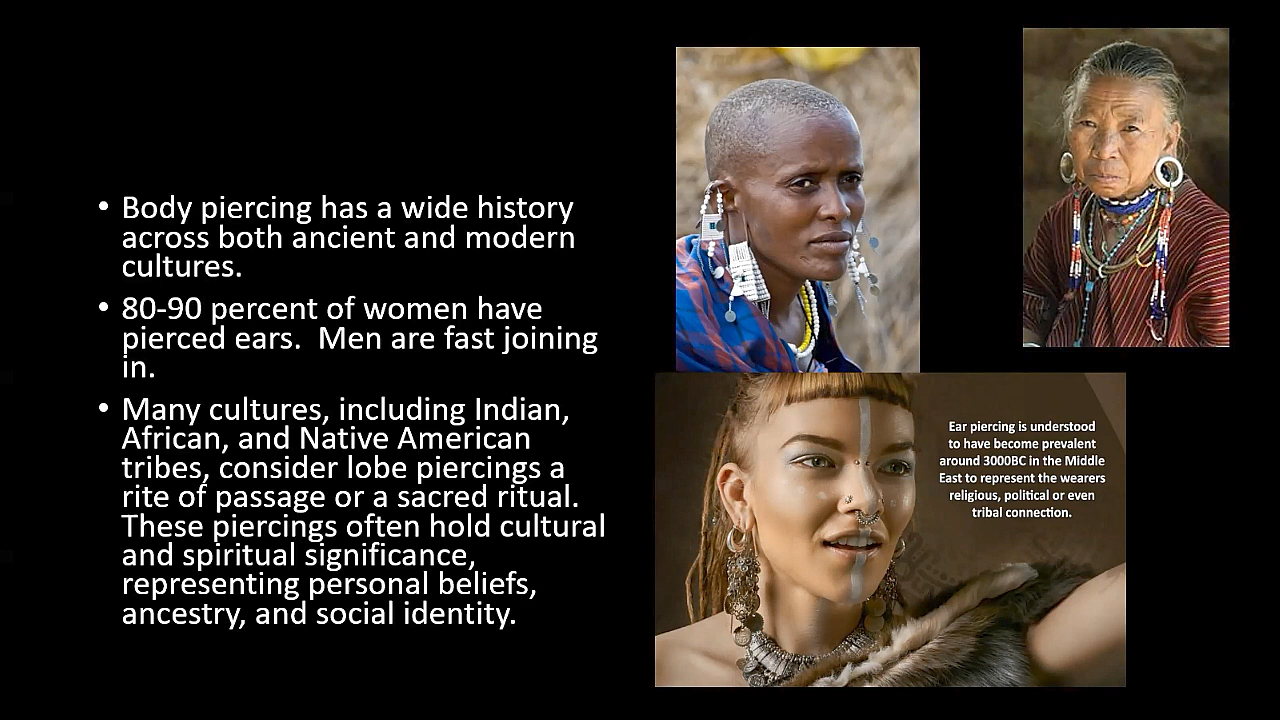 • Body piercing has a wide history
across both ancient and modern
cultures.
• 80-90 percent of women have
pierced ears.  Men are fast joining
in.
• Many cultures, including Indian,
African, and Native American
tribes, consider lobe piercings a
rite of passage or a sacred ritual.
These piercings often hold cultural
and spiritual significance,
representing personal beliefs,
ancestry, and social identity.
Ear piercing is understood
to have become prevalent
around 3000BC in the Middle
East to represent the wearers
religious, political or even
tribal connection.